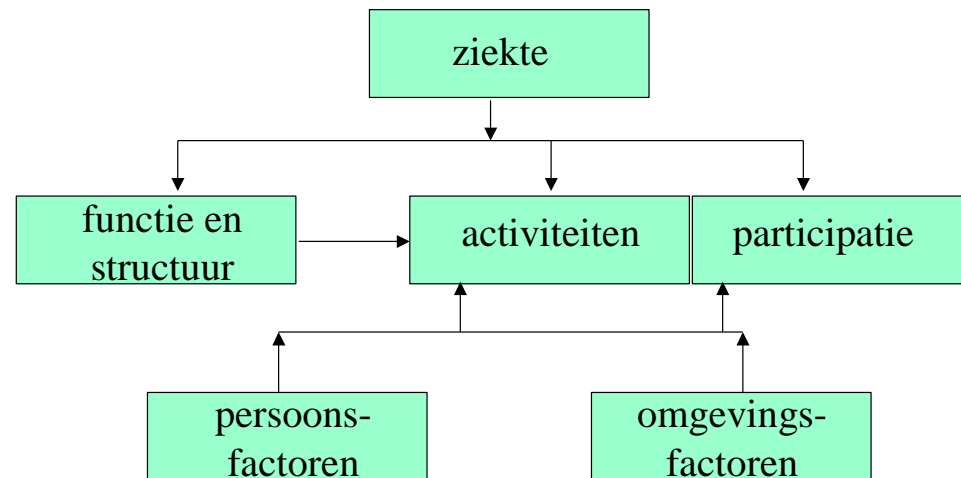 ziekte
functie en
structuur
activiteiten
participatie
persoons-
factoren
omgevings-
factoren